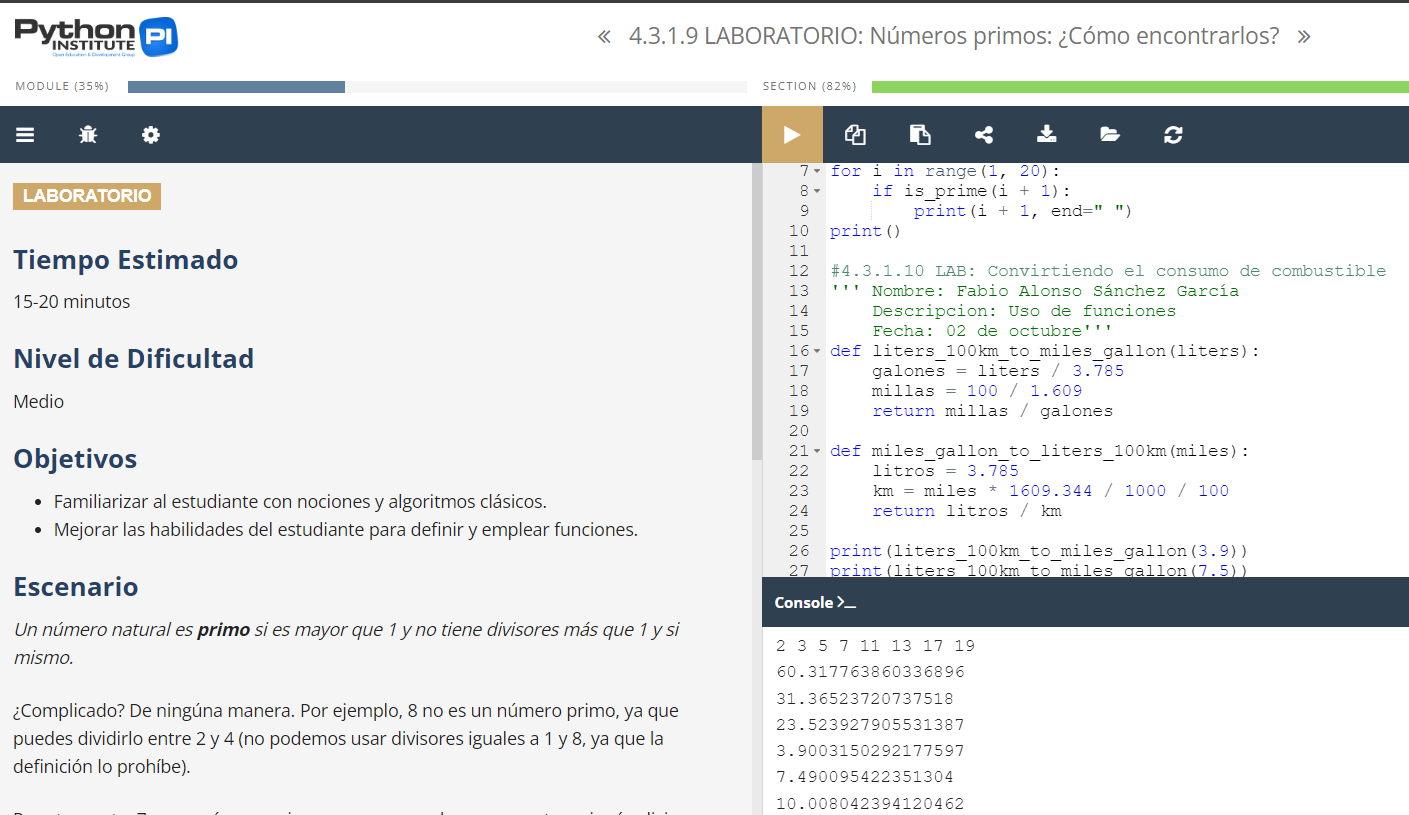 Python
INSTITUTE
PI
Open Education & Development Group
« 4.3.1.9 LABORATORIO: Números primos: ¿Cómo encontrarlos? »
MODULE (35%)
SECTION (82%)
LABORATORIO
Tiempo Estimado
15-20 minutos
Nivel de Dificultad
Medio
Objetivos
• Familiarizar al estudiante con nociones y algoritmos clásicos.
• Mejorar las habilidades del estudiante para definir y emplear funciones.
Escenario
Un número natural es primo si es mayor que 1 y no tiene divisores más que 1 y si
mismo.
¿Complicado? De ningúna manera. Por ejemplo, 8 no es un número primo, ya que
puedes dividirlo entre 2 y 4 (no podemos usar divisores iguales a 1 y 8, ya que la
definición lo prohíbe).
7 for i in range(1, 20):
8     if is_prime(i + 1):
9         print(i + 1, end=" ")
10 print()
11
12 #4.3.1.10 LAB: Convirtiendo el consumo de combustible
13 ''' Nombre: Fabio Alonso Sánchez García
14     Descripcion: Uso de funciones
15     Fecha: 02 de octubre'''
16 def liters_100km_to_miles_gallon(liters):
17     galones = liters / 3.785
18     millas = 100 / 1.609
19     return millas / galones
20
21 def miles_gallon_to_liters_100km(miles):
22     litros = 3.785
23     km = miles * 1609.344 / 1000 / 100
24     return litros / km
25
26 print(liters_100km_to_miles_gallon(3.9))
27 print(liters_100km_to_miles_gallon(7.5))
Console >_
2 3 5 7 11 13 17 19
60.317763860336896
31.36523720737518
23.523927905531387
3.9003150292177597
7.490095422351304
10.008042394120462